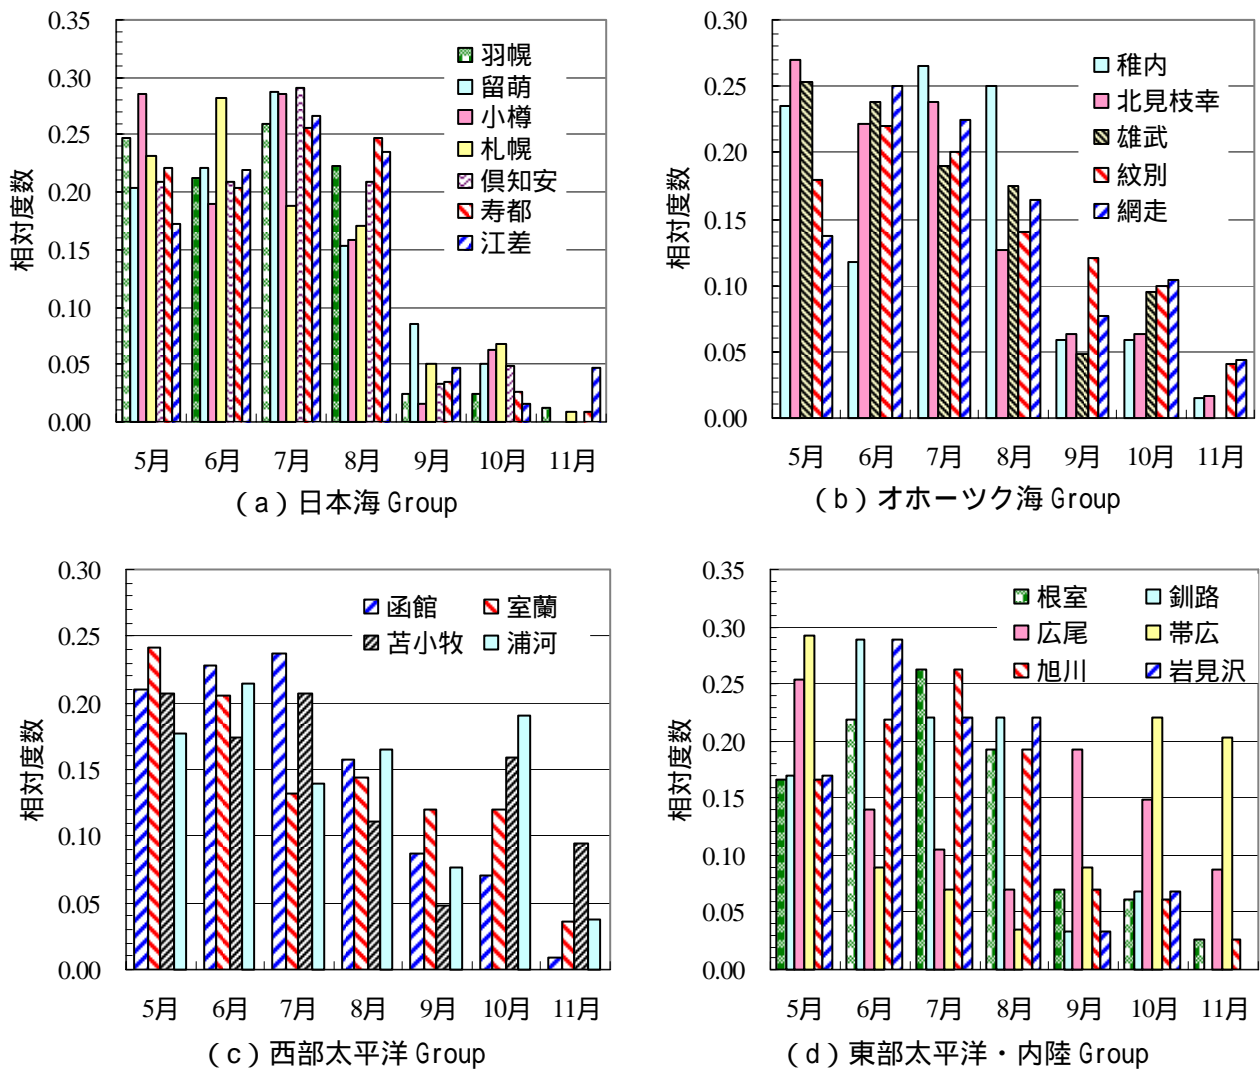 0.35
0.30
0.25
0.20
0.15
0.10
0.05
0.00
相対度数
羽幌
留萌
小樽
札幌
倶知安
寿都
江差
5月 6月 7月 8月 9月 10月 11月
(a)日本海 Group
0.30
0.25
0.20
0.15
0.10
0.05
0.00
相対度数
稚内
北見枝幸
雄武
紋別
網走
5月 6月 7月 8月 9月 10月 11月
(b)オホーツク海 Group
0.30
0.25
0.20
0.15
0.10
0.05
0.00
相対度数
函館 室蘭
苫小牧 浦河
5月 6月 7月 8月 9月 10月 11月
(c)西部太平洋 Group
0.35
0.30
0.25
0.20
0.15
0.10
0.05
0.00
相対度数
根室 釧路
広尾 帯広
旭川 岩見沢
5月 6月 7月 8月 9月 10月 11月
(d)東部太平洋・内陸 Group